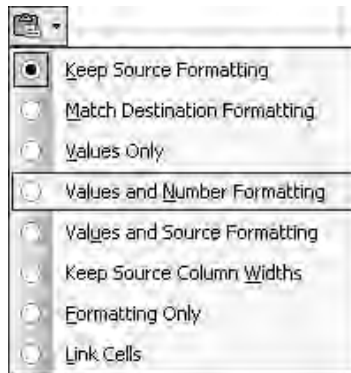 Keep Source Formatting
Match Destination Formatting
Values Only
Values and Number Formatting
Values and Source Formatting
Keep Source Column Widths
Formatting Only
Link Cells